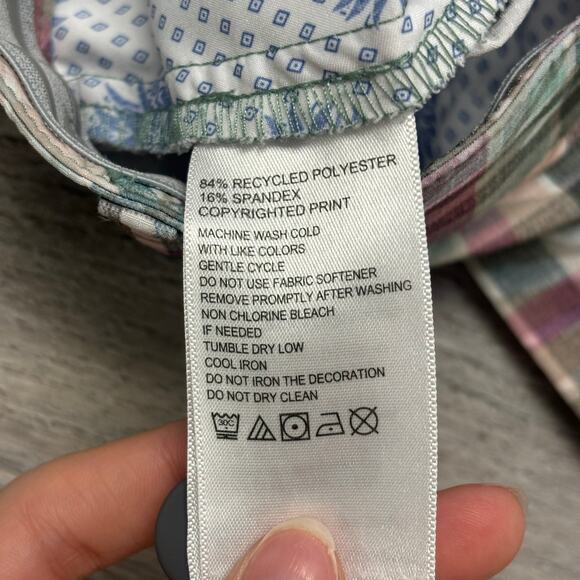 84% RECYCLED POLYESTER
16% SPANDEX
COPYRIGHTED PRINT
MACHINE WASH COLD
WITH LIKE COLORS
GENTLE CYCLE
DO NOT USE FABRIC SOFTENER
REMOVE PROMPTLY AFTER WASHING
NON CHLORINE BLEACH
IF NEEDED
TUMBLE DRY LOW
COOL IRON
DO NOT IRON THE DECORATION
DO NOT DRY CLEAN
30C